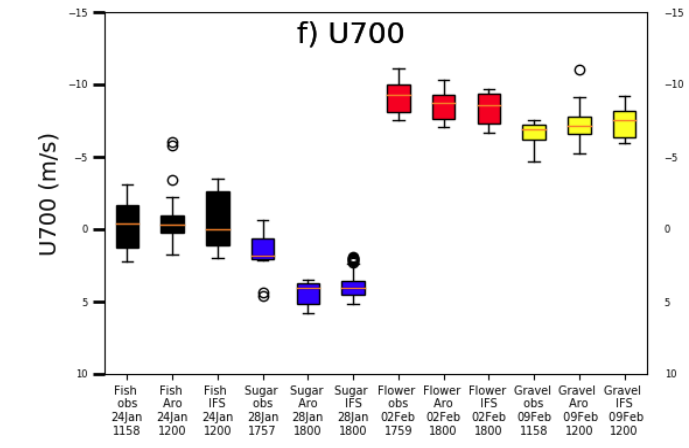 f) U700
−15
−10
−5
0
5
10
U700 (m/s)
−15
−10
−5
0
5
10
Fish Fish Fish Sugar Sugar Sugar Flower Flower Flower Gravel Gravel Gravel
obs Aro IFS obs Aro IFS obs Aro IFS obs Aro IFS
24Jan 24Jan 24Jan 28Jan 28Jan 28Jan 02Feb 02Feb 02Feb 09Feb 09Feb 09Feb
1158 1200 1200 1757 1800 1800 1759 1800 1800 1158 1200 1200